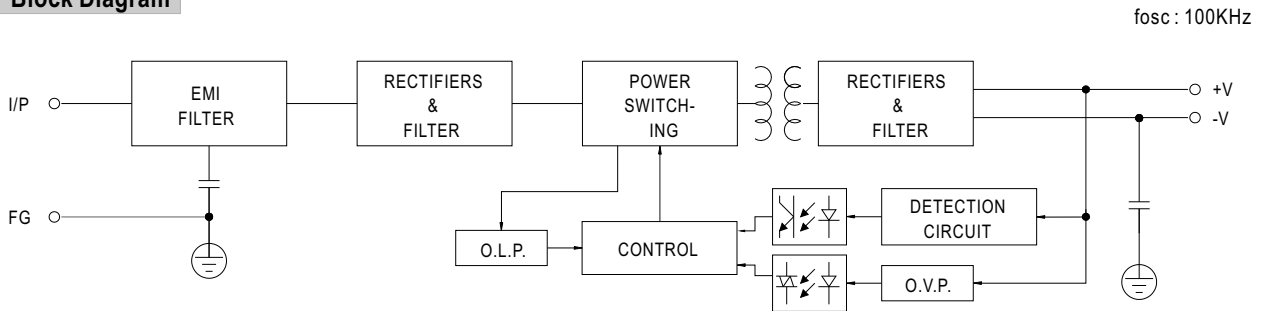 Block Diagram
fosc : 100KHz
I/P
EMI
FILTER
RECTIFIERS
&
FILTER
POWER
SWITCH-
ING
RECTIFIERS
&
FILTER
+V
-V
FG
O.L.P.
CONTROL
DETECTION
CIRCUIT
O.V.P.